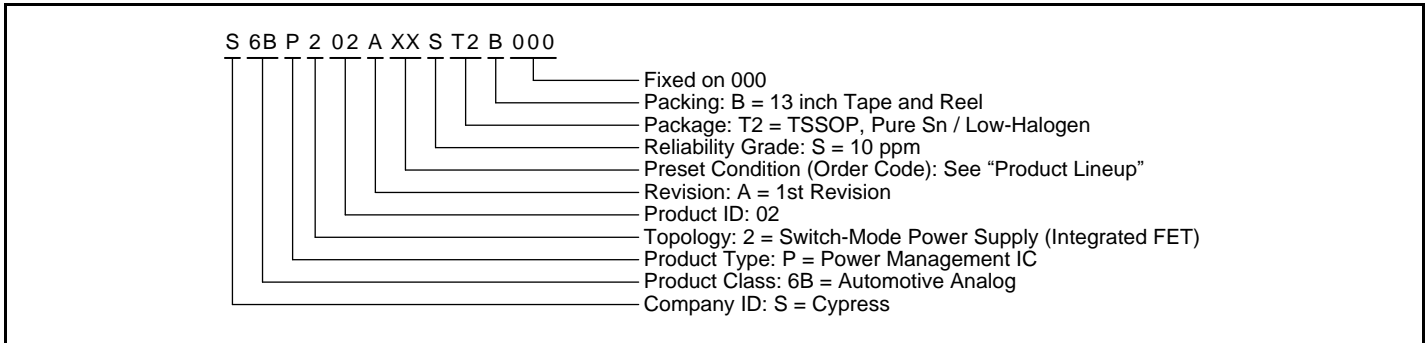 S 6B P 2 02 A XX S T2 B 000
Fixed on 000
Packing: B = 13 inch Tape and Reel
Package: T2 = TSSOP, Pure Sn / Low-Halogen
Reliability Grade: S = 10 ppm
Preset Condition (Order Code): See “Product Lineup”
Revision: A = 1st Revision
Product ID: 02
Topology: 2 = Switch-Mode Power Supply (Integrated FET)
Product Type: P = Power Management IC
Product Class: 6B = Automotive Analog
Company ID: S = Cypress